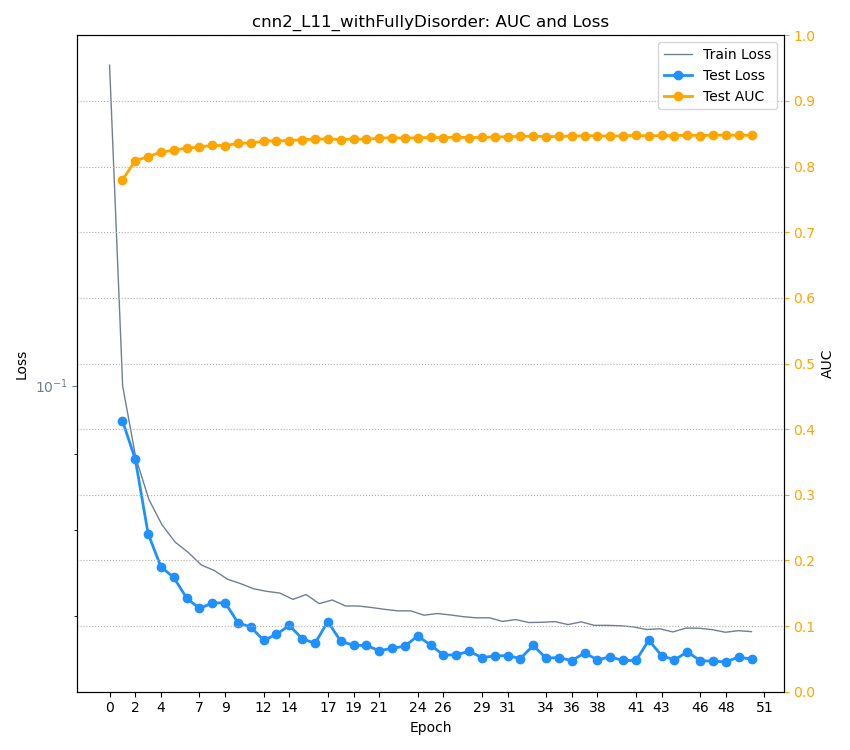 cnn2_L11_withFullyDisorder: AUC and Loss
Train Loss
Test Loss
Test AUC
Loss
10⁻¹
AUC
1.0
0.9
0.8
0.7
0.6
0.5
0.4
0.3
0.2
0.1
0.0
0 2 4 7 9 12 14 17 19 21 24 26 29 31 34 36 38 41 43 46 48 51
Epoch